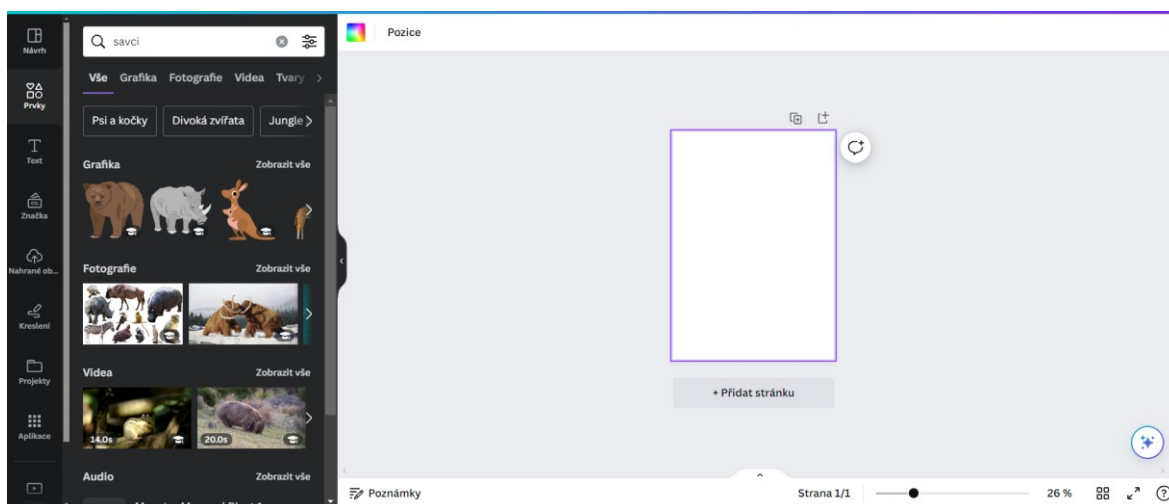 Návrh
Prvky
Text
Značka
Nahrané ob...
Kreslení
Projekty
Aplikace
savci
Vše Grafika Fotografie Videa Tvary
Psi a kočky Divoká zvířata Jungle
Grafika Zobrazit vše
Fotografie Zobrazit vše
Videa Zobrazit vše
14.0s 20.0s
Audio Zobrazit vše
Pozice
+ Přidat stránku
Poznámky Strana 1/1 26 %